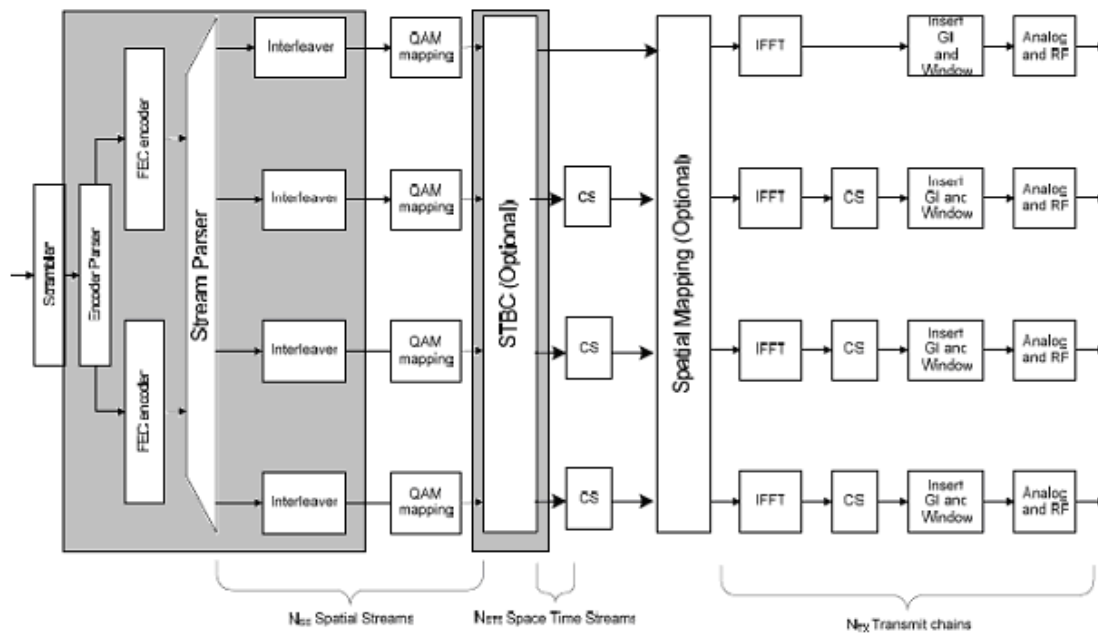 Scrambler
Encoder Parser
FEC encoder
FEC encoder
Stream Parser
Interleaver
QAM
mapping
Interleaver
QAM
mapping
Interleaver
QAM
mapping
Interleaver
QAM
mapping
STBC (Optional)
CS
CS
CS
Spatial Mapping (Optional)
IFFT
Insert
GI
and
Window
Analog
and RF
IFFT
CS
Insert
GI and
Window
Analog
and RF
IFFT
CS
Insert
GI and
Window
Analog
and RF
IFFT
CS
Insert
GI and
Window
Analog
and RF
NSS Spatial Streams
NSTS Space Time Streams
NTX Transmit chains